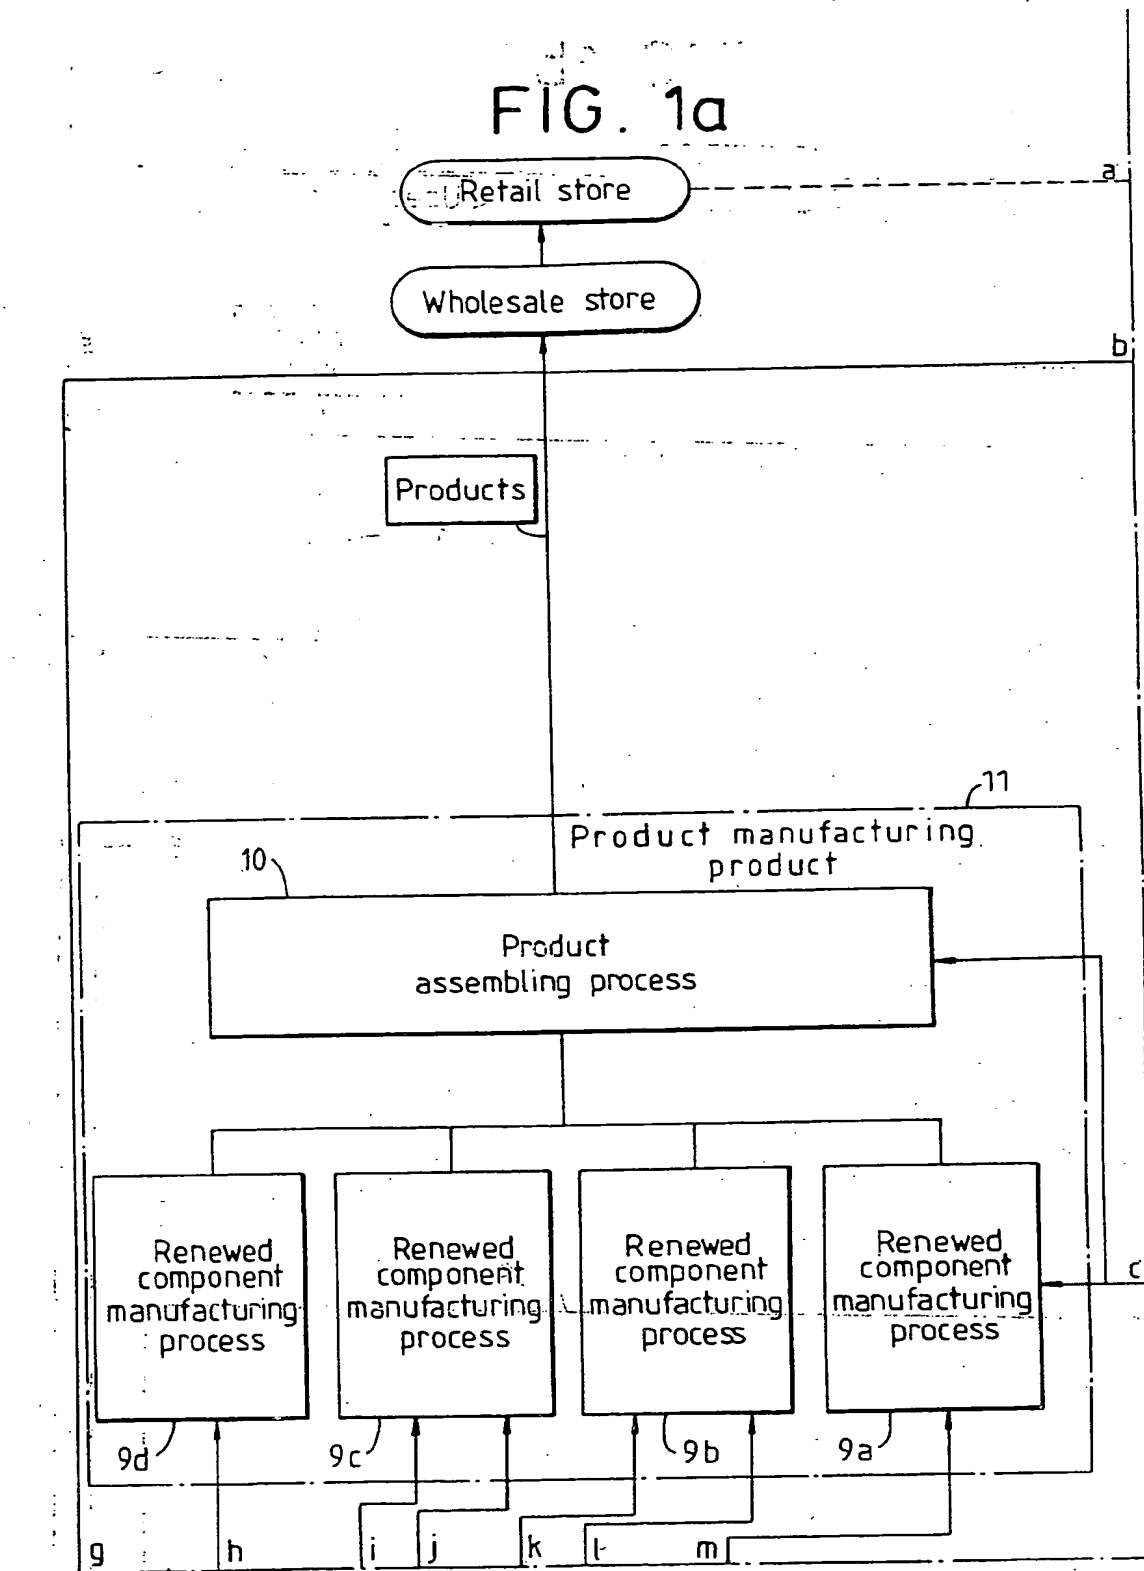 FIG. 1a
Retail store
a
Wholesale store
b
Products
11
Product manufacturing
product
10
Product
assembling process
Renewed
component
manufacturing
process
Renewed
component
manufacturing
process
Renewed
component
manufacturing
process
Renewed
component
manufacturing
process
c
9d
9c
9b
9a
g
h
i
j
k
l
m